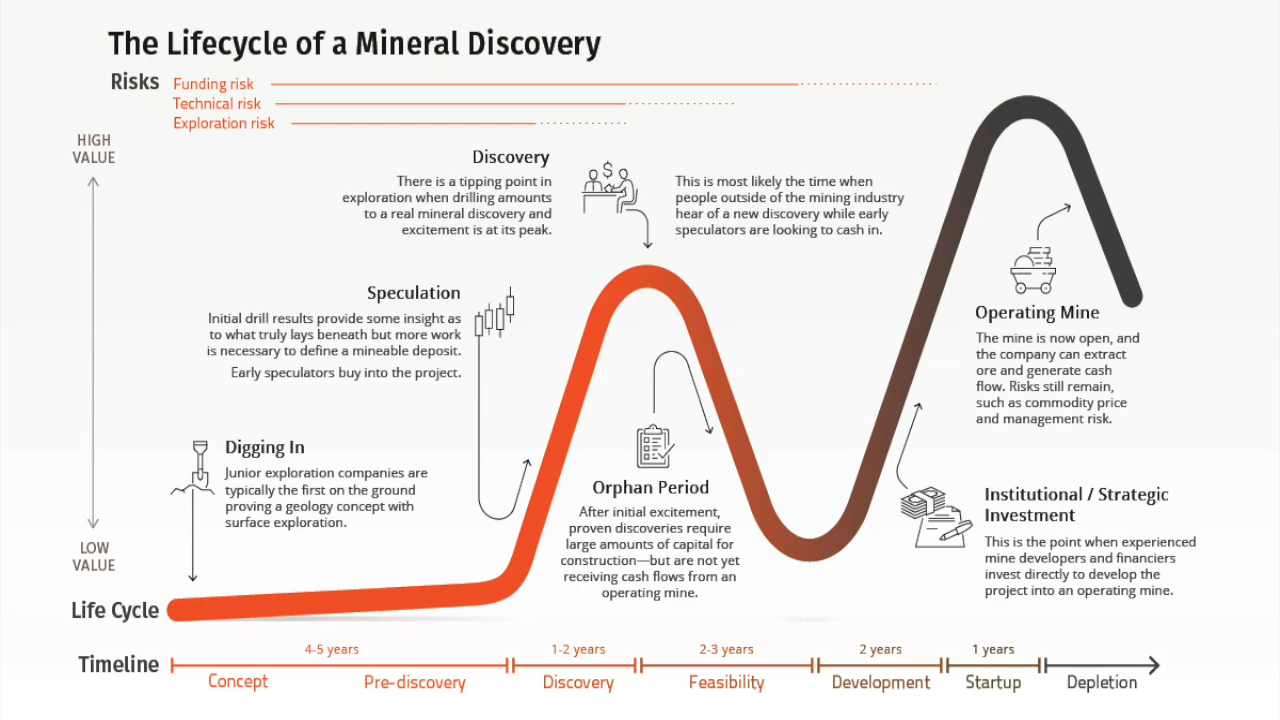 The Lifecycle of a Mineral Discovery
Risks
Funding risk
Technical risk
Exploration risk
HIGH
VALUE
LOW
VALUE
Discovery
There is a tipping point in
exploration when drilling amounts
to a real mineral discovery and
excitement is at its peak.
$
This is most likely the time when
people outside of the mining industry
hear of a new discovery while early
speculators are looking to cash in.
Speculation
Initial drill results provide some insight as
to what truly lays beneath but more work
is necessary to define a mineable deposit.
Early speculators buy into the project.
Digging In
Junior exploration companies are
typically the first on the ground
proving a geology concept with
surface exploration.
Orphan Period
After initial excitement,
proven discoveries require
large amounts of capital for
construction—but are not yet
receiving cash flows from an
operating mine.
Operating Mine
The mine is now open, and
the company can extract
ore and generate cash
flow. Risks still remain,
such as commodity price
and management risk.
Institutional / Strategic
Investment
This is the point when experienced
mine developers and financiers
invest directly to develop the
project into an operating mine.
Life Cycle
Timeline
4-5 years
1-2 years
2-3 years
2 years
1 years
Concept
Pre-discovery
Discovery
Feasibility
Development
Startup
Depletion